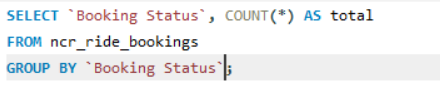 SELECT `Booking Status`, COUNT(*) AS total
FROM ncr_ride_bookings
GROUP BY `Booking Status`;